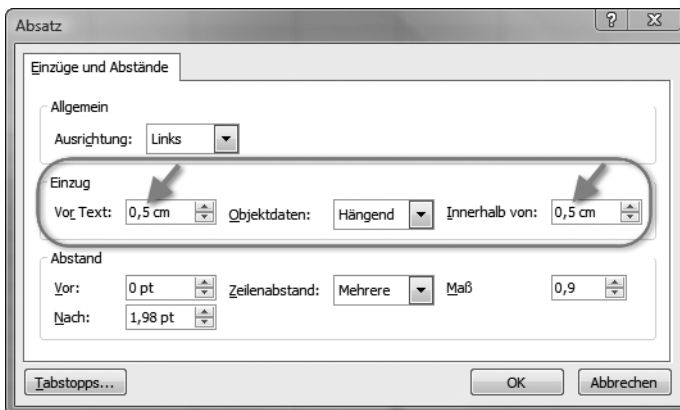 Absatz
Einzüge und Abstände
Allgemein
Ausrichtung: Links
Einzug
Vor Text: 0,5 cm Objektdaten: Hängend Innerhalb von: 0,5 cm
Abstand
Vor: 0 pt Zeilenabstand: Mehrere Maß 0,9
Nach: 1,98 pt
Tabstopps... OK Abbrechen